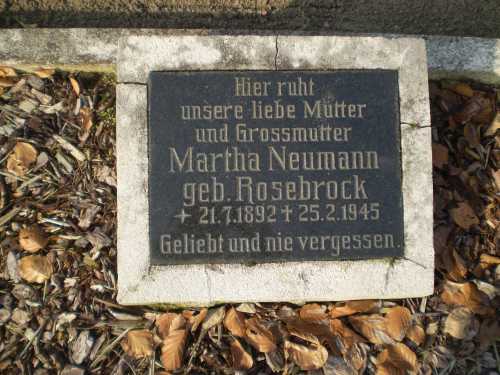 Hier ruht
unsere liebe Mütter
und Grossmutter
Martha Neumann
geb. Rosebrock
+ 21.7.1892 ✝ 25.2.1945
Geliebt und nie vergessen.